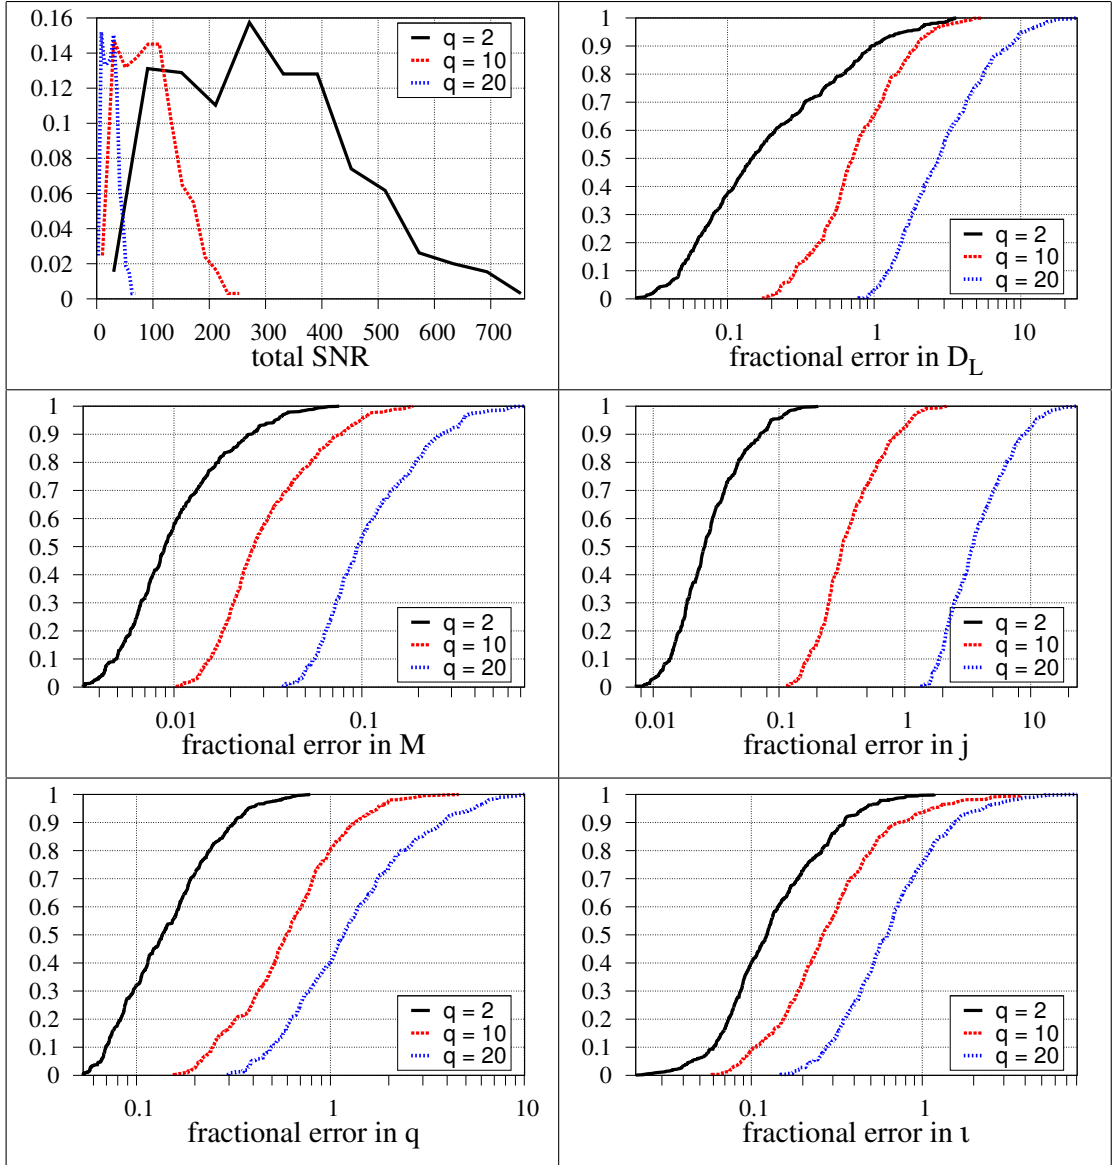 0.16
0.14
0.12
0.1
0.08
0.06
0.04
0.02
0
0 100 200 300 400 500 600 700
total SNR
q = 2
q = 10
q = 20
1
0.9
0.8
0.7
0.6
0.5
0.4
0.3
0.2
0.1
0
0.1 1 10
fractional error in D_L
q = 2
q = 10
q = 20
1
0.9
0.8
0.7
0.6
0.5
0.4
0.3
0.2
0.1
0
0.01 0.1
fractional error in M
q = 2
q = 10
q = 20
1
0.9
0.8
0.7
0.6
0.5
0.4
0.3
0.2
0.1
0
0.01 0.1 1 10
fractional error in j
q = 2
q = 10
q = 20
1
0.9
0.8
0.7
0.6
0.5
0.4
0.3
0.2
0.1
0
0.1 1 10
fractional error in q
q = 2
q = 10
q = 20
1
0.9
0.8
0.7
0.6
0.5
0.4
0.3
0.2
0.1
0
0.1 1
fractional error in ι
q = 2
q = 10
q = 20